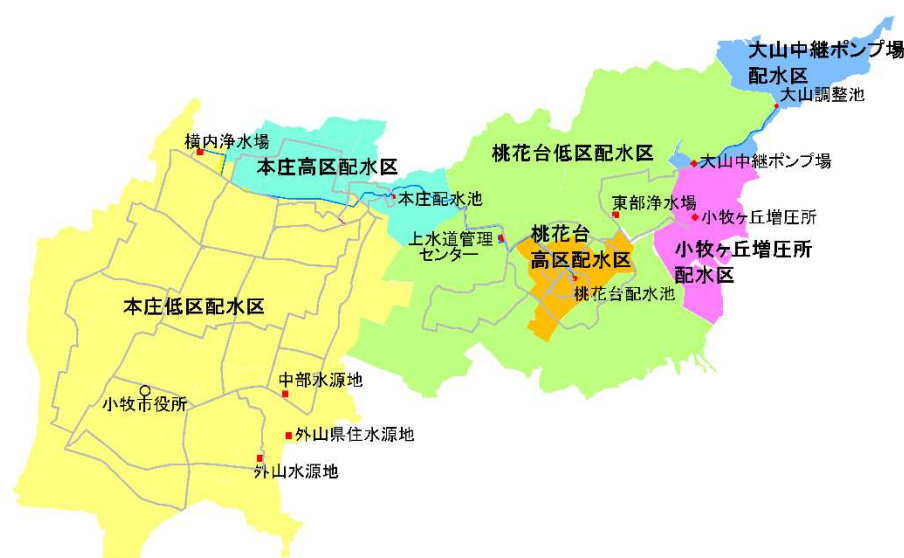 大山中継ポンプ場
配水区
大山調整池
横内浄水場
本庄高区配水区
桃花台低区配水区
大山中継ポンプ場
本庄配水池
東部浄水場
小牧ヶ丘増圧所
上水道管理
センター
桃花台
高区配水区
小牧ヶ丘増圧所
配水区
桃花台配水池
本庄低区配水区
中部水源地
小牧市役所
外山県住水源地
外山水源地